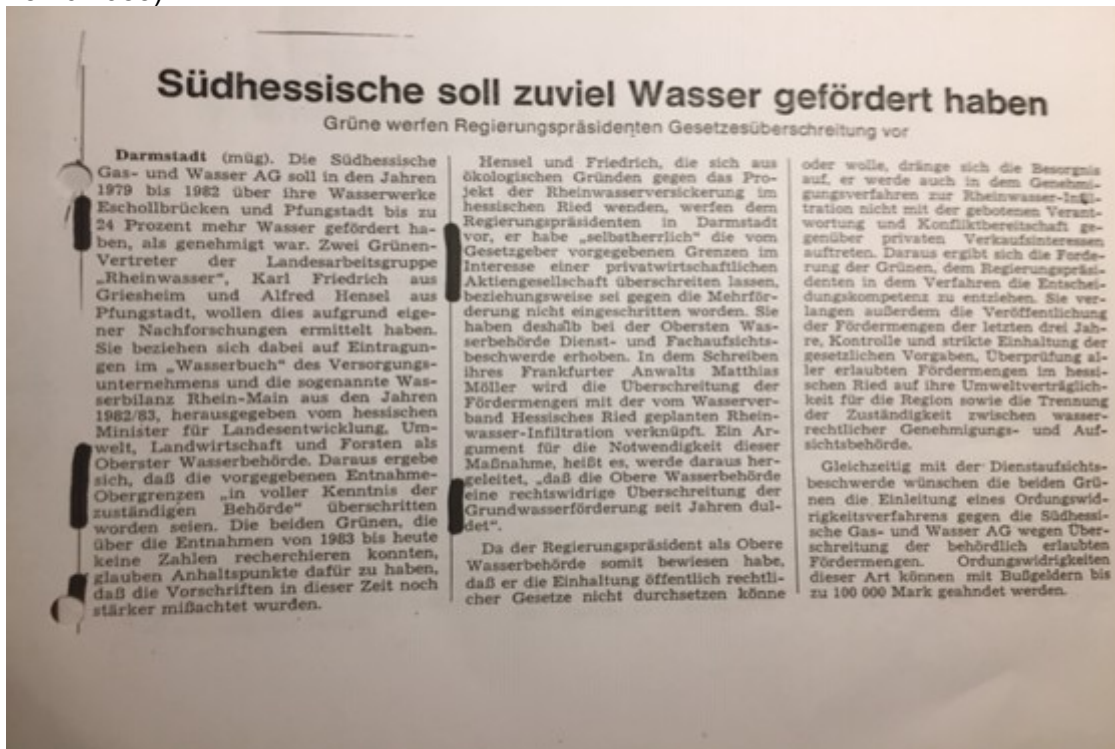 Südhessische soll zuviel Wasser gefördert haben
Grüne werfen Regierungspräsidenten Gesetzesüberschreitung vor
Darmstadt (müg). Die Südhessische
Gas- und Wasser AG soll in den Jahren
1979 bis 1982 über ihre Wasserwerke
Eschollbrücken und Pfungstadt bis zu
24 Prozent mehr Wasser gefördert ha-
ben, als genehmigt war. Zwei Grünen-
Vertreter der Landesarbeitsgruppe
„Rheinwasser“, Karl Friedrich aus
Griesheim und Alfred Hensel aus
Pfungstadt, wollen dies aufgrund eige-
ner Nachforschungen ermittelt haben.
Sie beziehen sich dabei auf Eintragun-
gen im „Wasserbuch“ des Versorgungs-
unternehmens und die sogenannte Was-
serbilanz Rhein-Main aus den Jahren
1982/83, herausgegeben vom hessischen
Minister für Landesentwicklung, Um-
welt, Landwirtschaft und Forsten als
Oberster Wasserbehörde. Daraus ergebe
sich, daß die vorgegebenen Entnahme-
Obergrenzen „in voller Kenntnis der
zuständigen Behörde“ überschritten
worden seien. Die beiden Grünen, die
über die Entnahmen von 1983 bis heute
keine Zahlen recherchieren konnten,
glauben Anhaltspunkte dafür zu haben,
daß die Vorschriften in dieser Zeit noch
stärker mißachtet wurden.
Hensel und Friedrich, die sich aus
ökologischen Gründen gegen das Pro-
jekt der Rheinwasserversickerung im
hessischen Ried wenden, werfen dem
Regierungspräsidenten in Darmstadt
vor, er habe „selbstherrlich“ die vom
Gesetzgeber vorgegebenen Grenzen im
Interesse einer privatwirtschaftlichen
Aktiengesellschaft überschreiten lassen,
beziehungsweise sei gegen die Mehrför-
derung nicht eingeschritten worden. Sie
haben deshalb bei der Obersten Was-
serbehörde Dienst- und Fachaufsichts-
beschwerde erhoben. In dem Schreiben
ihres Frankfurter Anwalts Matthias
Möller wird die Überschreitung der
Fördermengen mit der vom Wasserver-
band Hessisches Ried geplanten Rhein-
wasser-Infiltration verknüpft. Ein Ar-
gument für die Notwendigkeit dieser
Maßnahme, heißt es, werde daraus her-
geleitet, „daß die Obere Wasserbehörde
eine rechtswidrige Überschreitung der
Grundwasserförderung seit Jahren dul-
det“.
Da der Regierungspräsident als Obere
Wasserbehörde somit bewiesen habe,
daß er die Einhaltung öffentlich rechtli-
cher Gesetze nicht durchsetzen könne
oder wolle, dränge sich die Besorgnis
auf, er werde auch in dem Genehmi-
gungsverfahren zur Rheinwasser-Infil-
tration nicht mit der gebotenen Verant-
wortung und Konfliktbereitschaft ge-
genüber privaten Verkaufsinteressen
auftreten. Daraus ergibt sich die Forde-
rung der Grünen, dem Regierungspräsi-
denten in dem Verfahren die Entschei-
dungskompetenz zu entziehen. Sie ver-
langen außerdem die Veröffentlichung
der Fördermengen der letzten drei Jah-
re, Kontrolle und strikte Einhaltung der
gesetzlichen Vorgaben, Überprüfung al-
ler erlaubten Fördermengen im hessi-
schen Ried auf ihre Umweltverträglich-
keit für die Region sowie die Trennung
der Zuständigkeit zwischen wasser-
rechtlicher Genehmigungs- und Auf-
sichtsbehörde.
Gleichzeitig mit der Dienstaufsichts-
beschwerde wünschen die beiden Grü-
nen die Einleitung eines Ordungswid-
rigkeitsverfahrens gegen die Südhessi-
sche Gas- und Wasser AG wegen Über-
schreitung der behördlich erlaubten
Fördermengen. Ordungswidrigkeiten
dieser Art können mit Bußgeldern bis
zu 100 000 Mark geahndet werden.